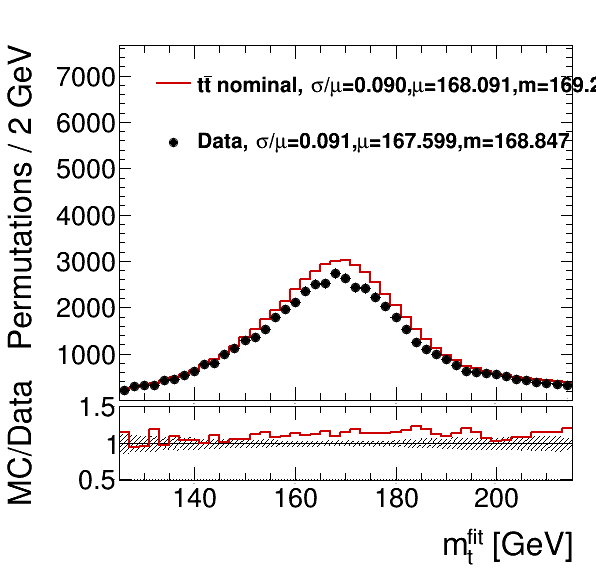 Permutations / 2 GeV
7000
6000
5000
4000
3000
2000
1000
tt̄ nominal, σ/μ=0.090,μ=168.091,m=169.2
Data, σ/μ=0.091,μ=167.599,m=168.847
MC/Data
1.5
1
0.5
140 160 180 200
m_t^fit [GeV]